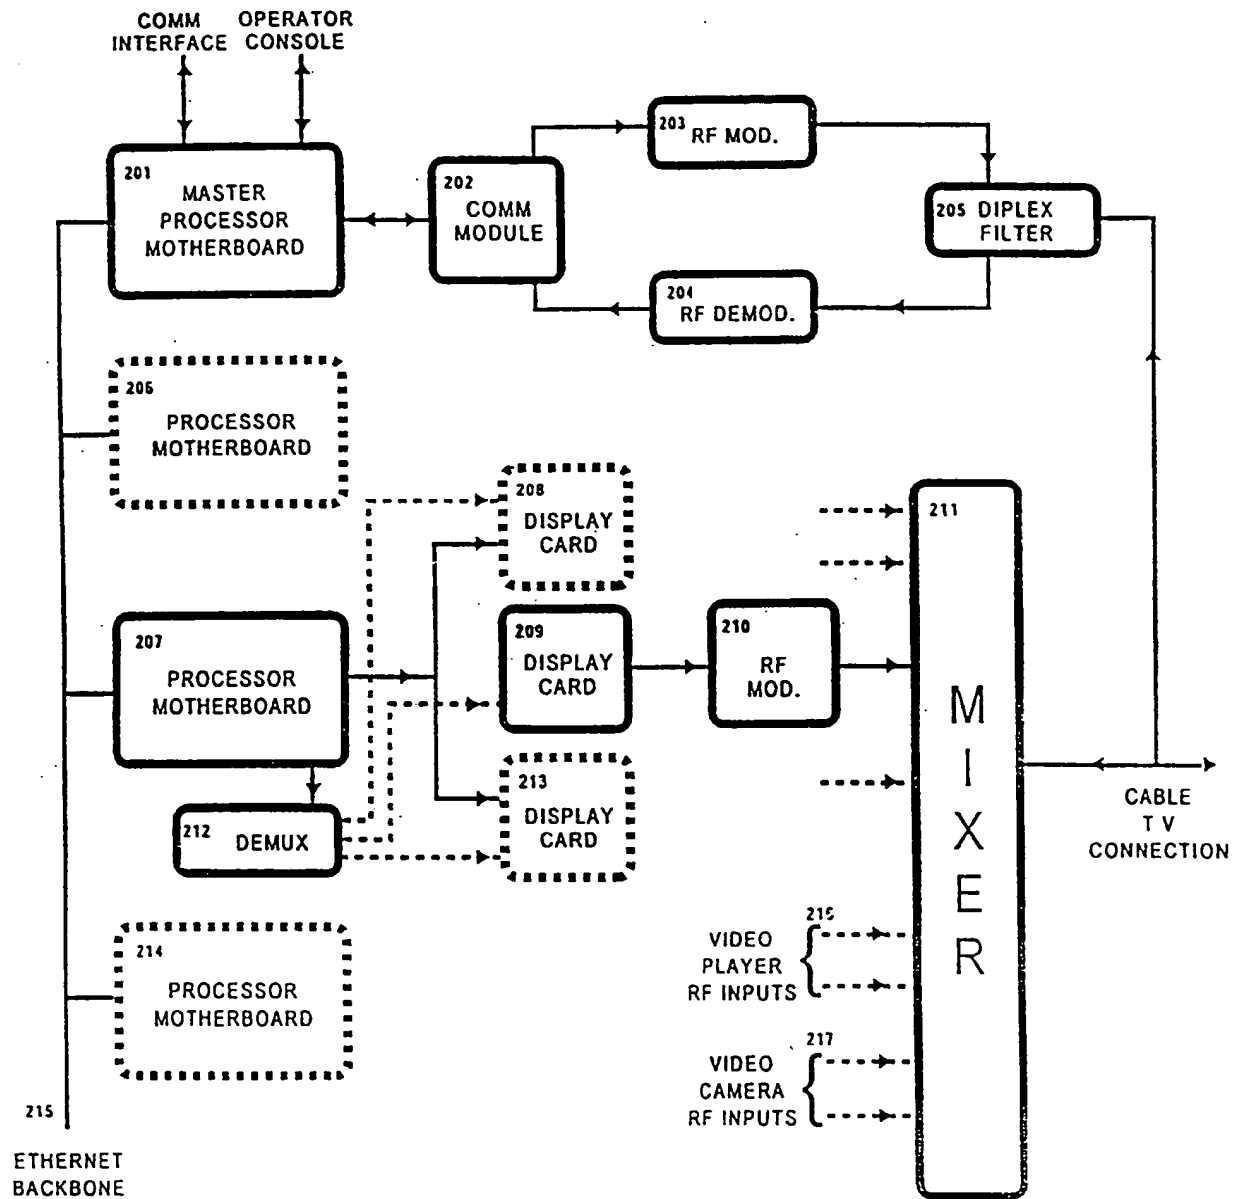 COMM INTERFACE
OPERATOR CONSOLE
201
MASTER
PROCESSOR
MOTHERBOARD
202
COMM
MODULE
203 RF MOD.
204
RF DEMOD.
205 DIPLEX
FILTER
206
PROCESSOR
MOTHERBOARD
208
DISPLAY
CARD
211
MIXER
207
PROCESSOR
MOTHERBOARD
209
DISPLAY
CARD
210
RF
MOD.
212 DEMUX
213
DISPLAY
CARD
CABLE
TV
CONNECTION
214
PROCESSOR
MOTHERBOARD
216
VIDEO
PLAYER
RF INPUTS
217
VIDEO
CAMERA
RF INPUTS
215
ETHERNET
BACKBONE